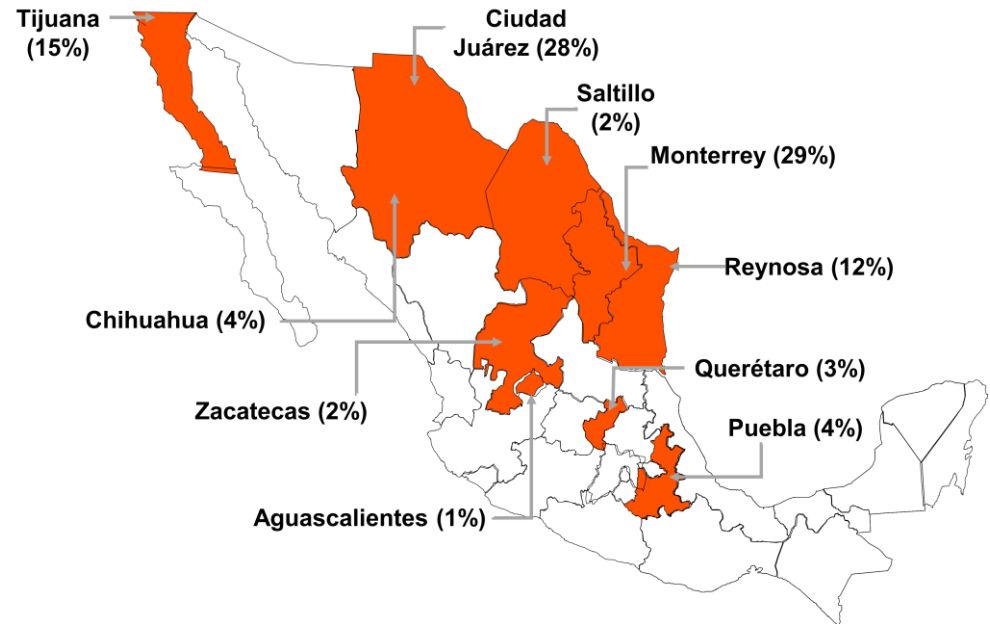 Tijuana
(15%)
Ciudad
Juárez (28%)
Saltillo
(2%)
Monterrey (29%)
Reynosa (12%)
Chihuahua (4%)
Querétaro (3%)
Zacatecas (2%)
Puebla (4%)
Aguascalientes (1%)